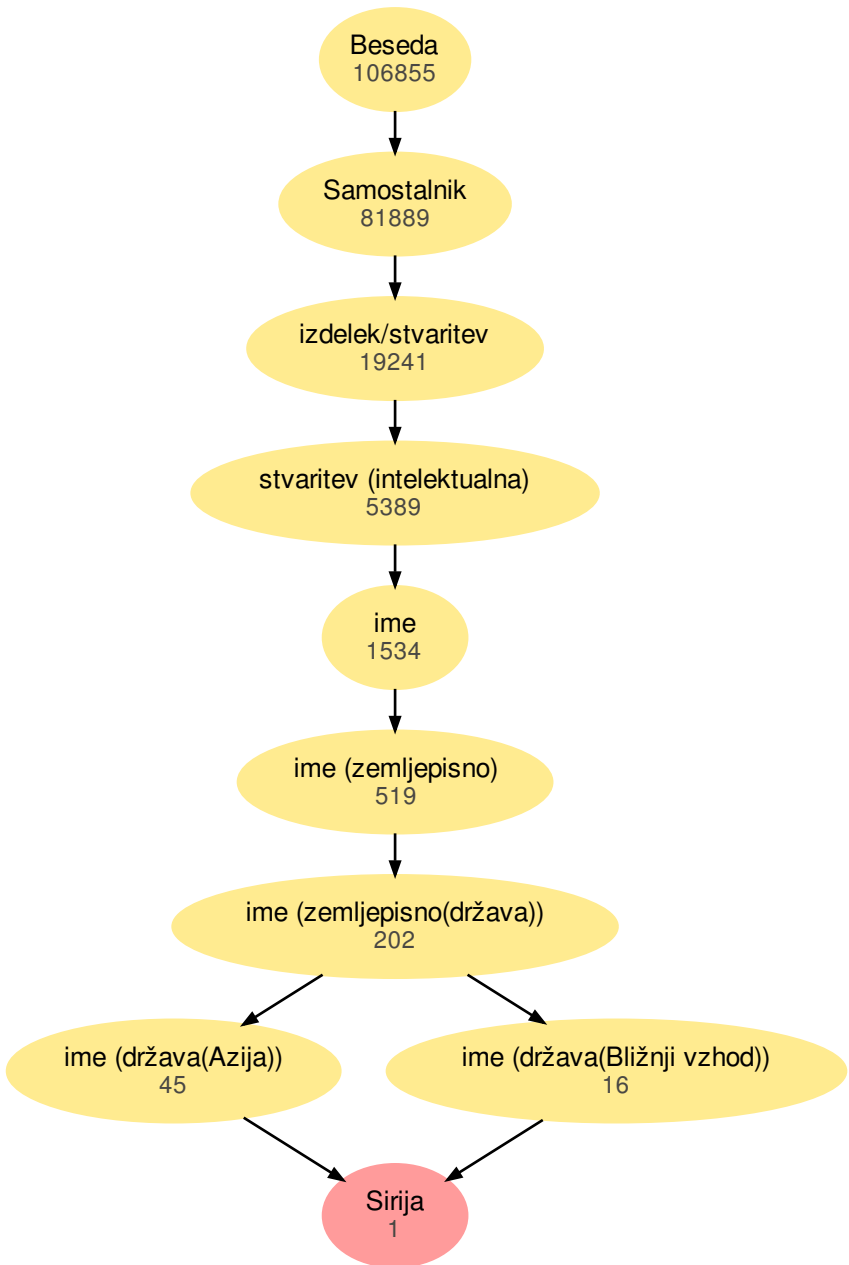 Beseda
106855
Samostalnik
81889
izdelek/stvaritev
19241
stvaritev (intelektualna)
5389
ime
1534
ime (zemljepisno)
519
ime (zemljepisno(država))
202
ime (država(Azija))
45
ime (država(Bližnji vzhod))
16
Sirija
1